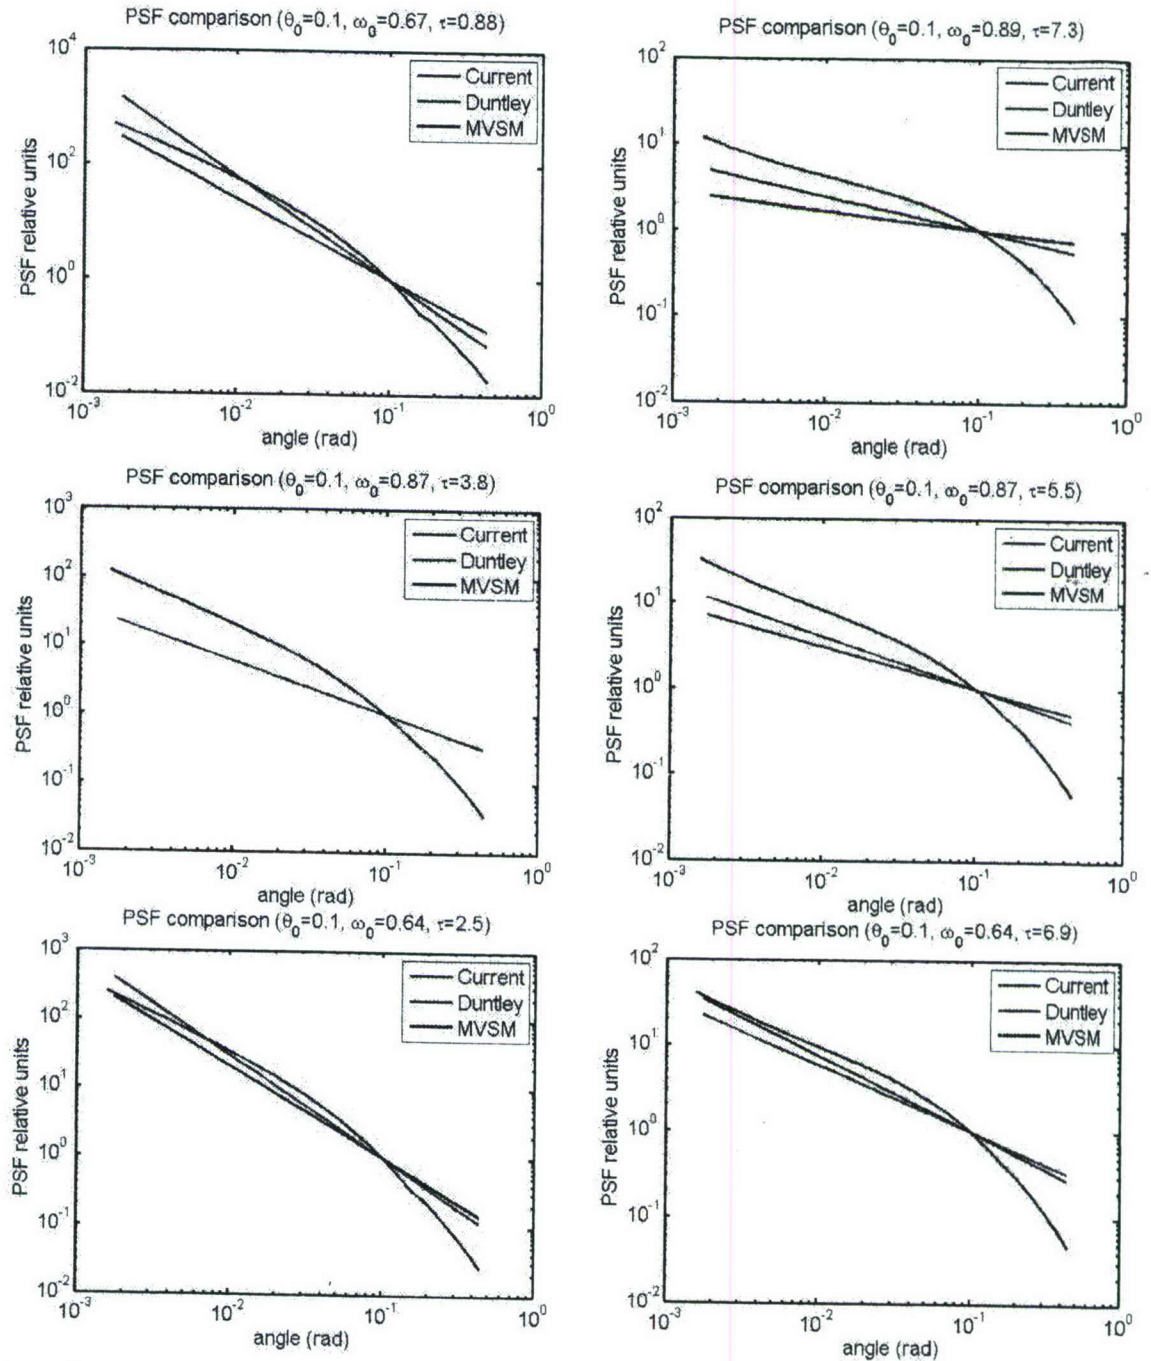 PSF comparison (θ0=0.1, ω0=0.67, τ=0.88)
10^4
10^2
10^0
10^-2
PSF relative units
Current
Duntley
MVSM
10^-3 10^-2 10^-1 10^0
angle (rad)
PSF comparison (θ0=0.1, ω0=0.89, τ=7.3)
10^2
10^1
10^0
10^-1
10^-2
PSF relative units
Current
Duntley
MVSM
10^-3 10^-2 10^-1 10^0
angle (rad)
PSF comparison (θ0=0.1, ω0=0.87, τ=3.8)
10^3
10^2
10^1
10^0
10^-1
10^-2
PSF relative units
Current
Duntley
MVSM
10^-3 10^-2 10^-1 10^0
angle (rad)
PSF comparison (θ0=0.1, ω0=0.87, τ=5.5)
10^2
10^1
10^0
10^-1
10^-2
PSF relative units
Current
Duntley
MVSM
10^-3 10^-2 10^-1 10^0
angle (rad)
PSF comparison (θ0=0.1, ω0=0.64, τ=2.5)
10^3
10^2
10^1
10^0
10^-1
10^-2
PSF relative units
Current
Duntley
MVSM
10^-3 10^-2 10^-1 10^0
angle (rad)
PSF comparison (θ0=0.1, ω0=0.64, τ=6.9)
10^2
10^1
10^0
10^-1
10^-2
PSF relative units
Current
Duntley
MVSM
10^-3 10^-2 10^-1 10^0
angle (rad)